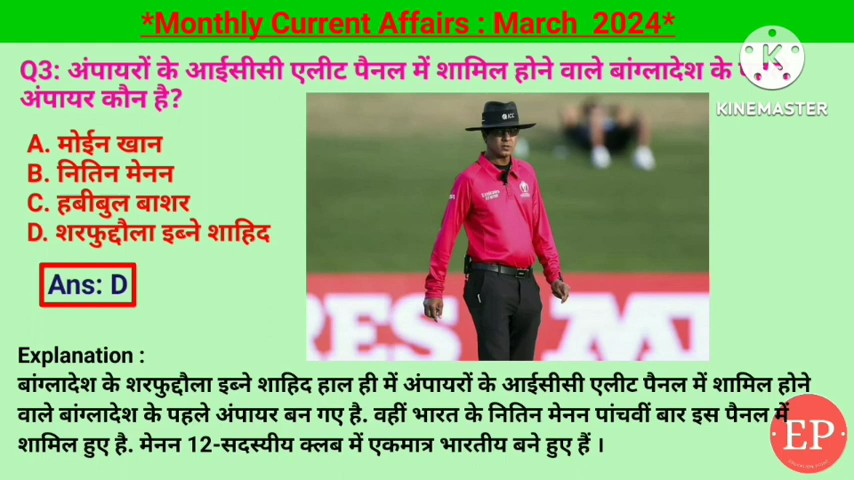 *Monthly Current Affairs : March 2024*
Q3: अंपायरों के आईसीसी एलीट पैनल में शामिल होने वाले बांग्लादेश के
अंपायर कौन है?
KINEMASTER
A. मोईन खान
B. नितिन मेनन
C. हबीबुल बाशर
D. शरफुद्दौला इब्ने शाहिद
Ans: D
Explanation :
बांग्लादेश के शरफुद्दौला इब्ने शाहिद हाल ही में अंपायरों के आईसीसी एलीट पैनल में शामिल होने
वाले बांग्लादेश के पहले अंपायर बन गए है. वहीं भारत के नितिन मेनन पांचवीं बार इस पैनल में
शामिल हुए है. मेनन 12-सदस्यीय क्लब में एकमात्र भारतीय बने हुए हैं ।
EP